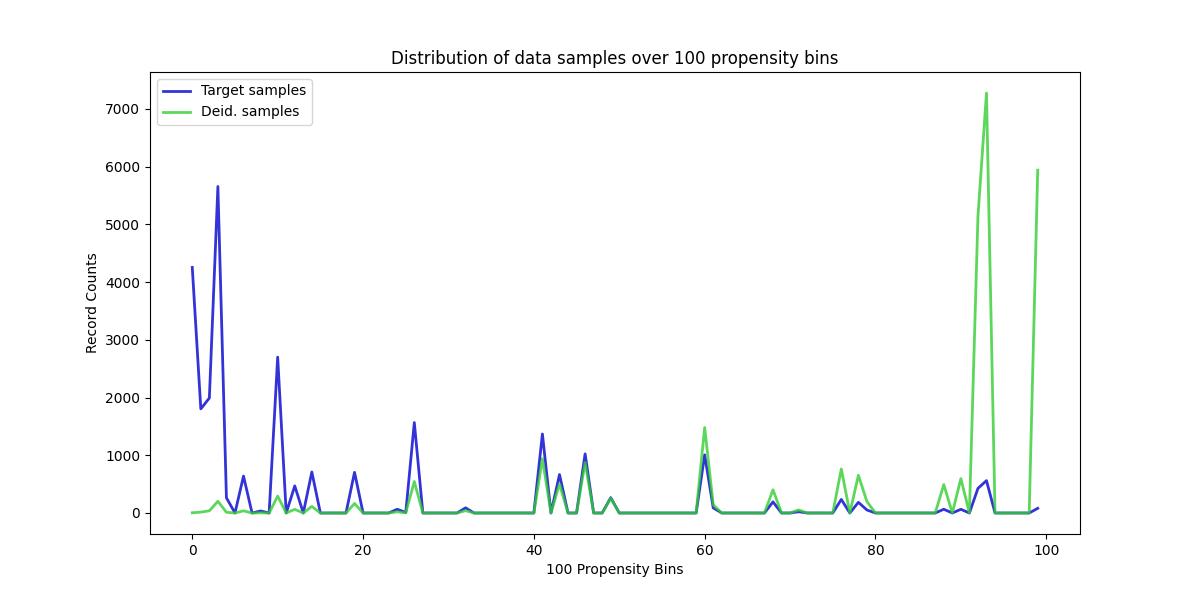 Distribution of data samples over 100 propensity bins
Target samples
Deid. samples
7000
6000
5000
4000
3000
2000
1000
0
Record Counts
0 20 40 60 80 100
100 Propensity Bins